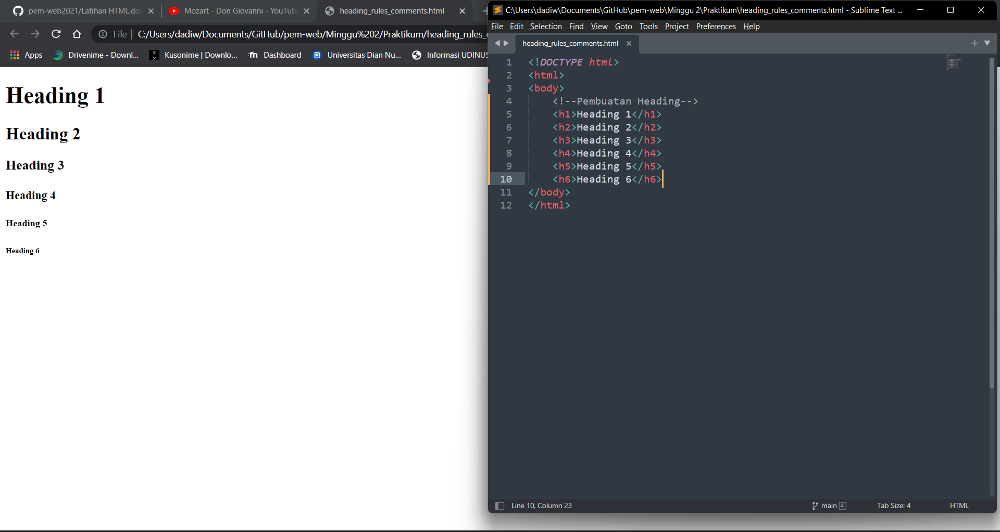 pem-web2021/Latihan HTML.doc
Mozart - Don Giovanni - YouTube
heading_rules_comments.html
File
C:/Users/dadiw/Documents/GitHub/pem-web/Minggu%202/Praktikum/heading_rules_
Apps
Drivenime - Downl...
Kusonime | Downlo...
Dashboard
Universitas Dian Nu...
Informasi UDINUS
Heading 1
Heading 2
Heading 3
Heading 4
Heading 5
Heading 6
C:\Users\dadiw\Documents\GitHub\pem-web\Minggu 2\Praktikum\heading_rules_comments.html - Sublime Text ...
File Edit Selection Find View Goto Tools Project Preferences Help
heading_rules_comments.html
1 <!DOCTYPE html>
2 <html>
3 <body>
4 <!--Pembuatan Heading-->
5 <h1>Heading 1</h1>
6 <h2>Heading 2</h2>
7 <h3>Heading 3</h3>
8 <h4>Heading 4</h4>
9 <h5>Heading 5</h5>
10 <h6>Heading 6</h6>
11 </body>
12 </html>
Line 10, Column 23
main 4
Tab Size: 4
HTML